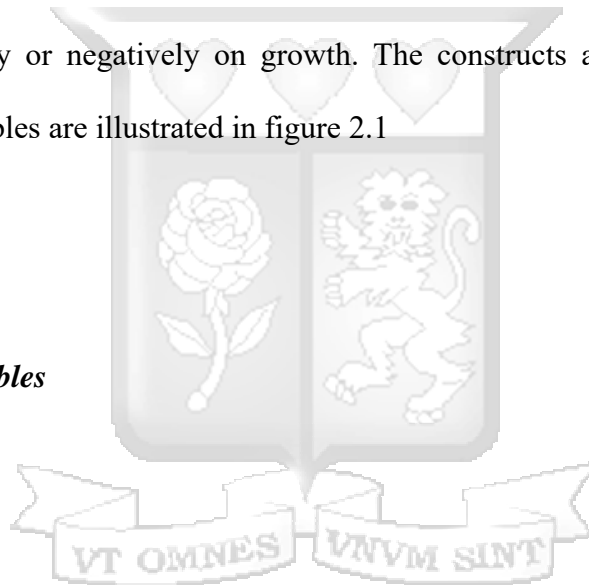 y or negatively on growth. The constructs a
bles are illustrated in figure 2.1
bles
VT OMNES VNVM SINT